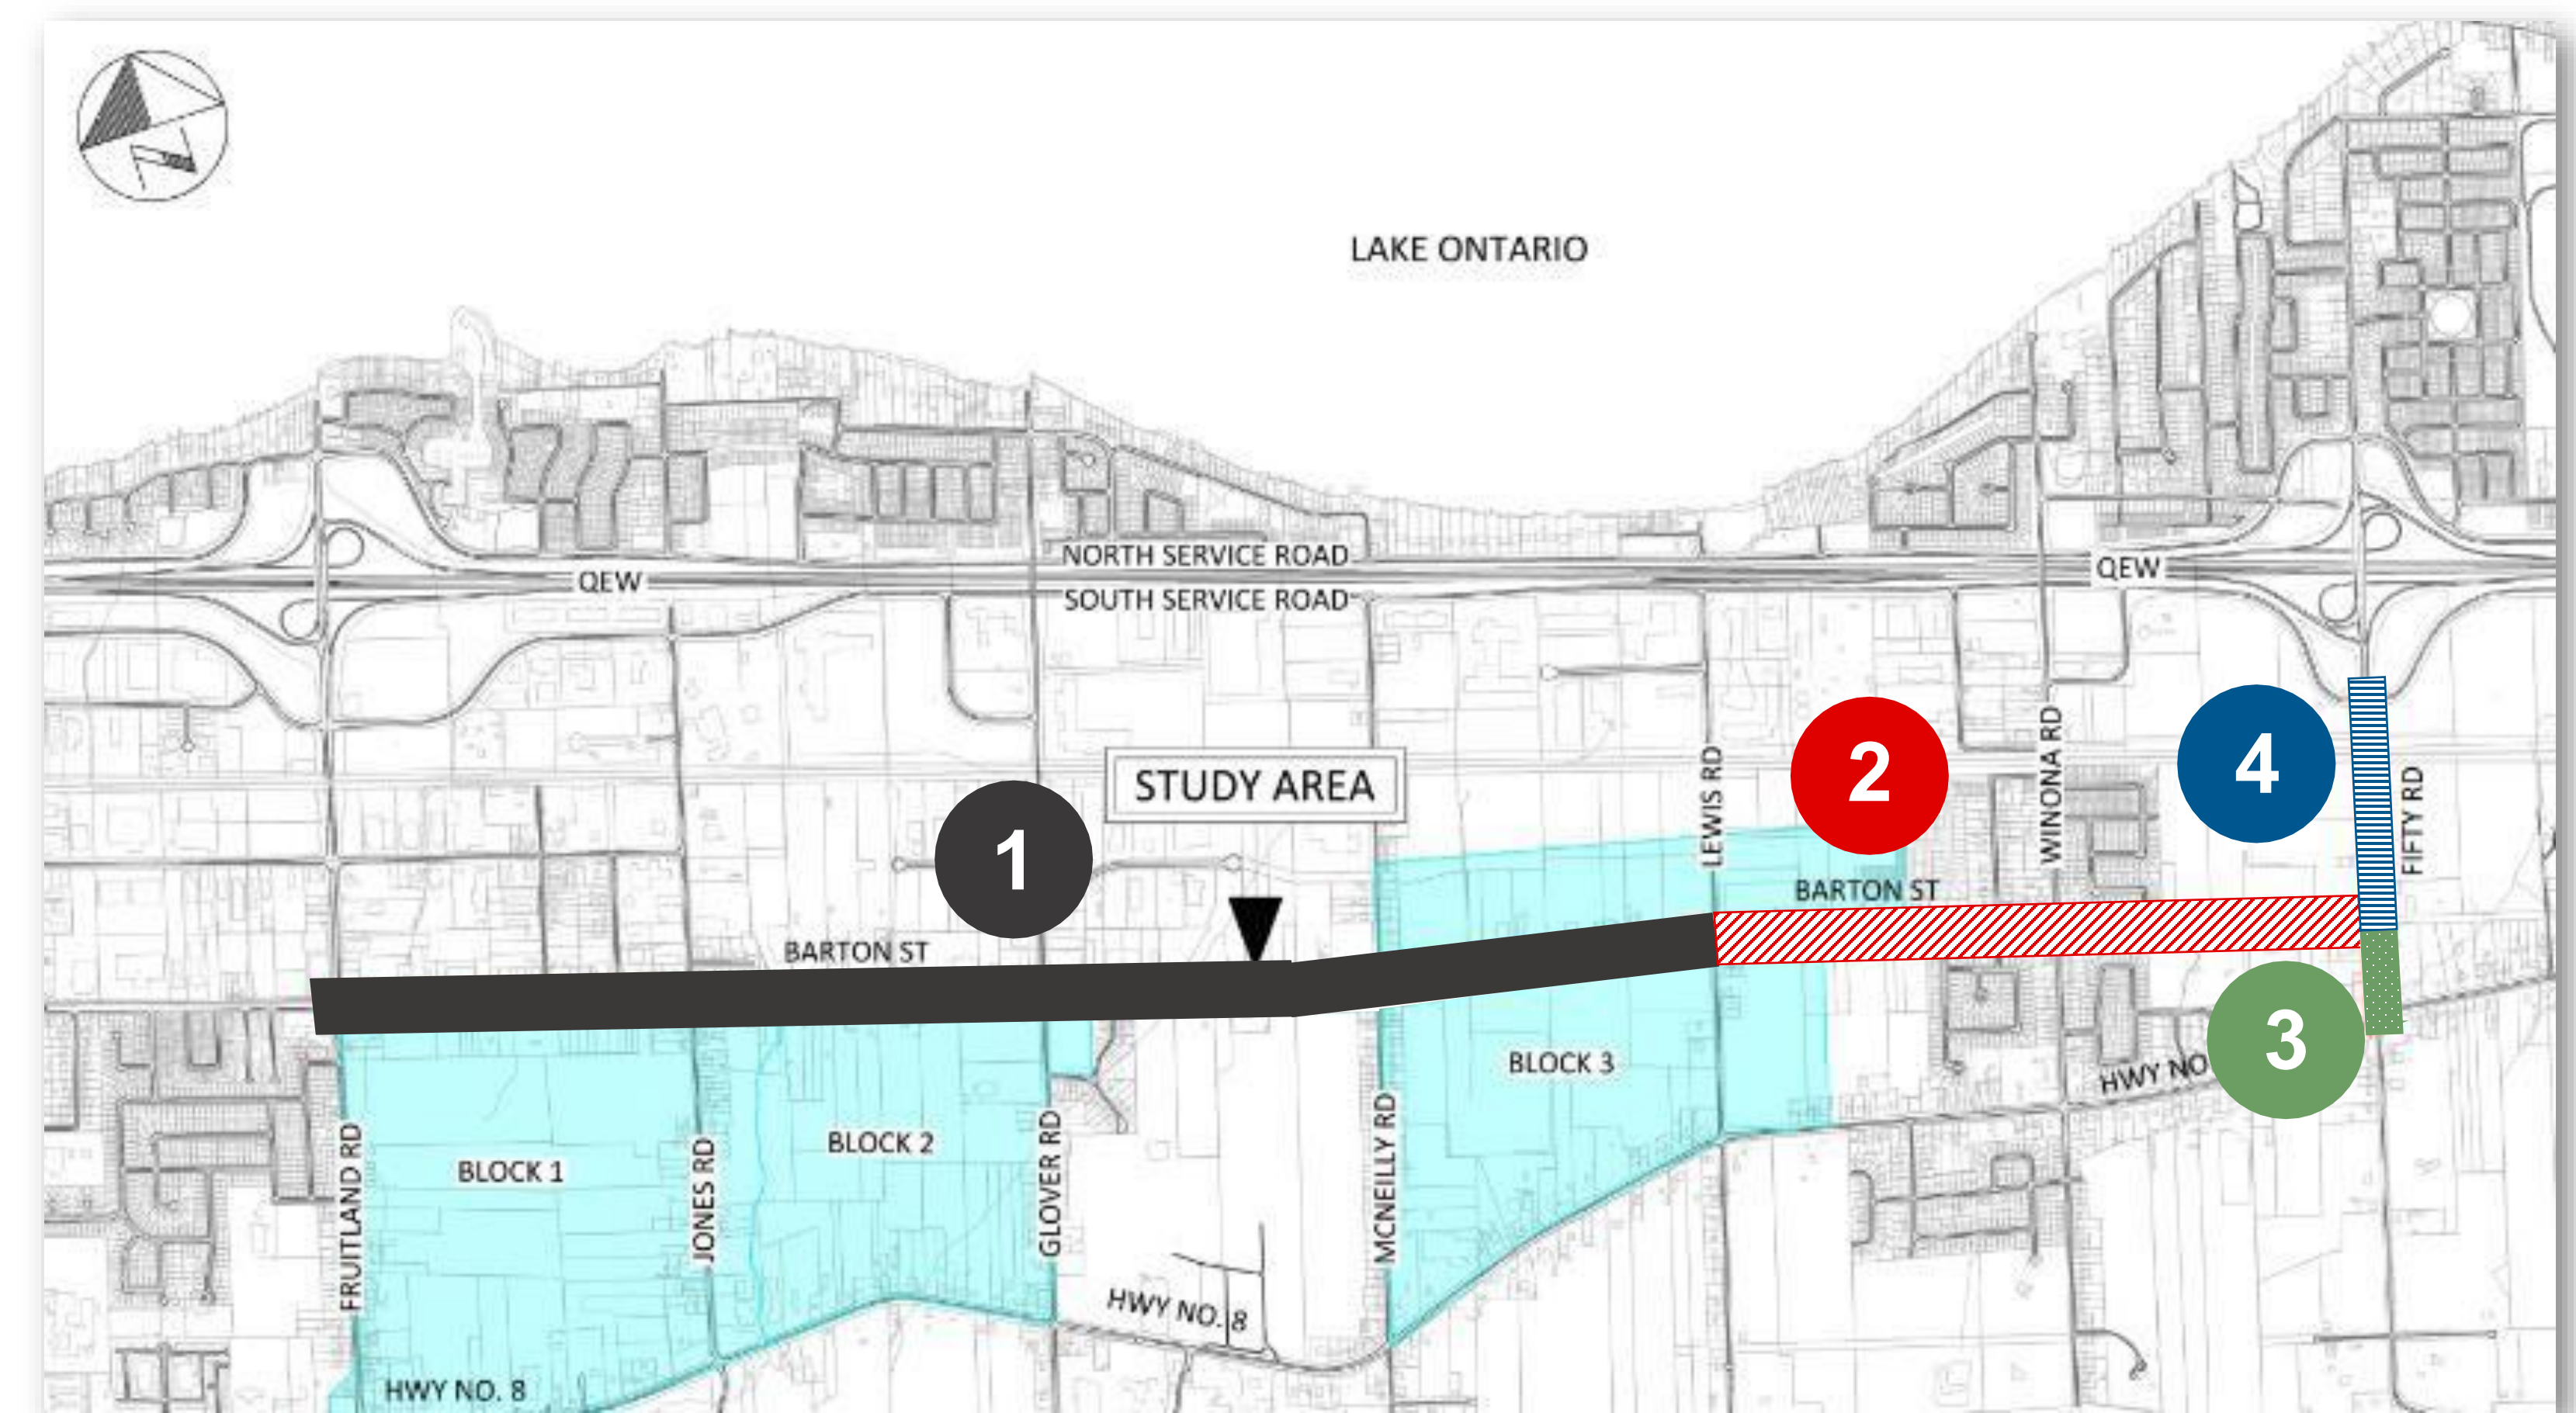 LAKE ONTARIO
NORTH SERVICE ROAD
QEW
QEW
SOUTH SERVICE ROAD
STUDY AREA
1
2
4
3
LEWIS RD
WINONA RD
FIFTY RD
BARTON ST
BARTON ST
BLOCK 1
BLOCK 2
BLOCK 3
FRUITLAND RD
JONES RD
GLOVER RD
MCNEILLY RD
HWY NO
HWY NO. 8
HWY NO. 8